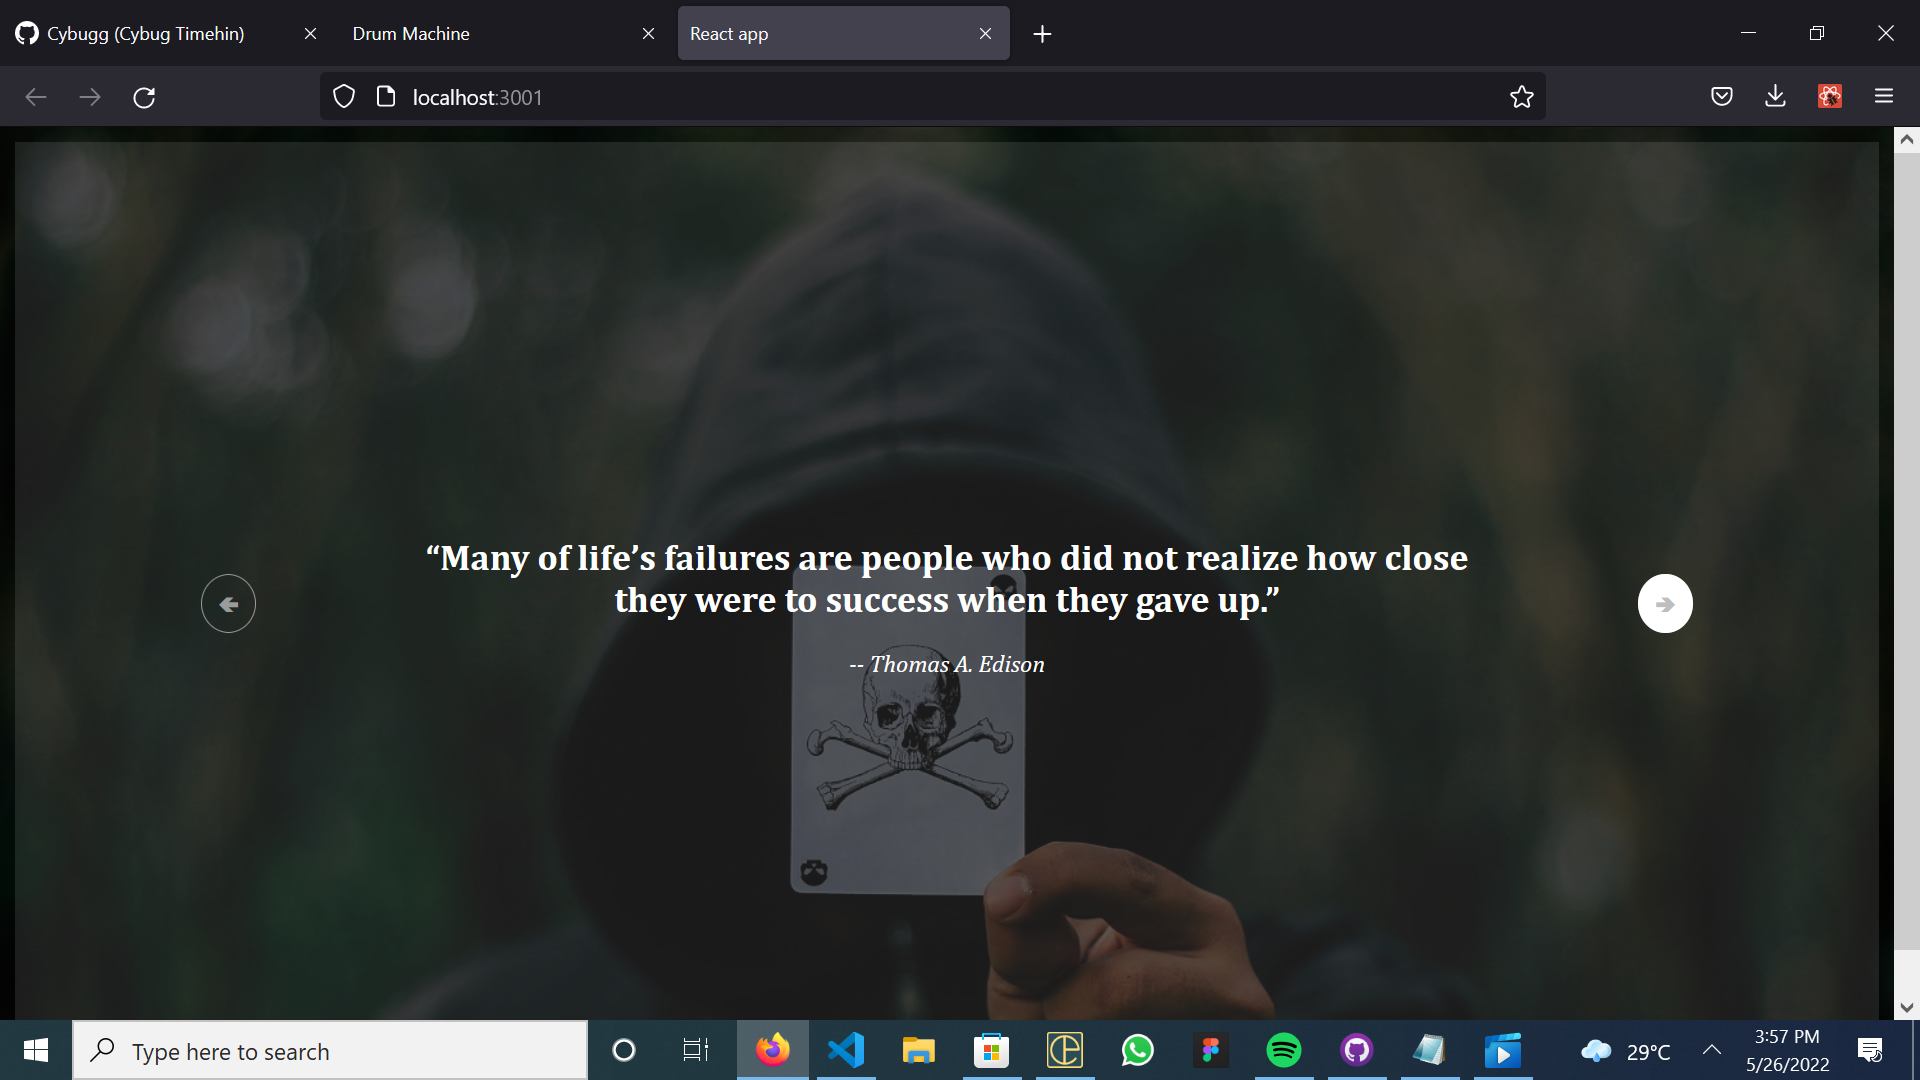 Cybugg (Cybug Timehin)
Drum Machine
React app
localhost:3001
“Many of life’s failures are people who did not realize how close
they were to success when they gave up.”
-- Thomas A. Edison
Type here to search
29°C
3:57 PM
5/26/2022